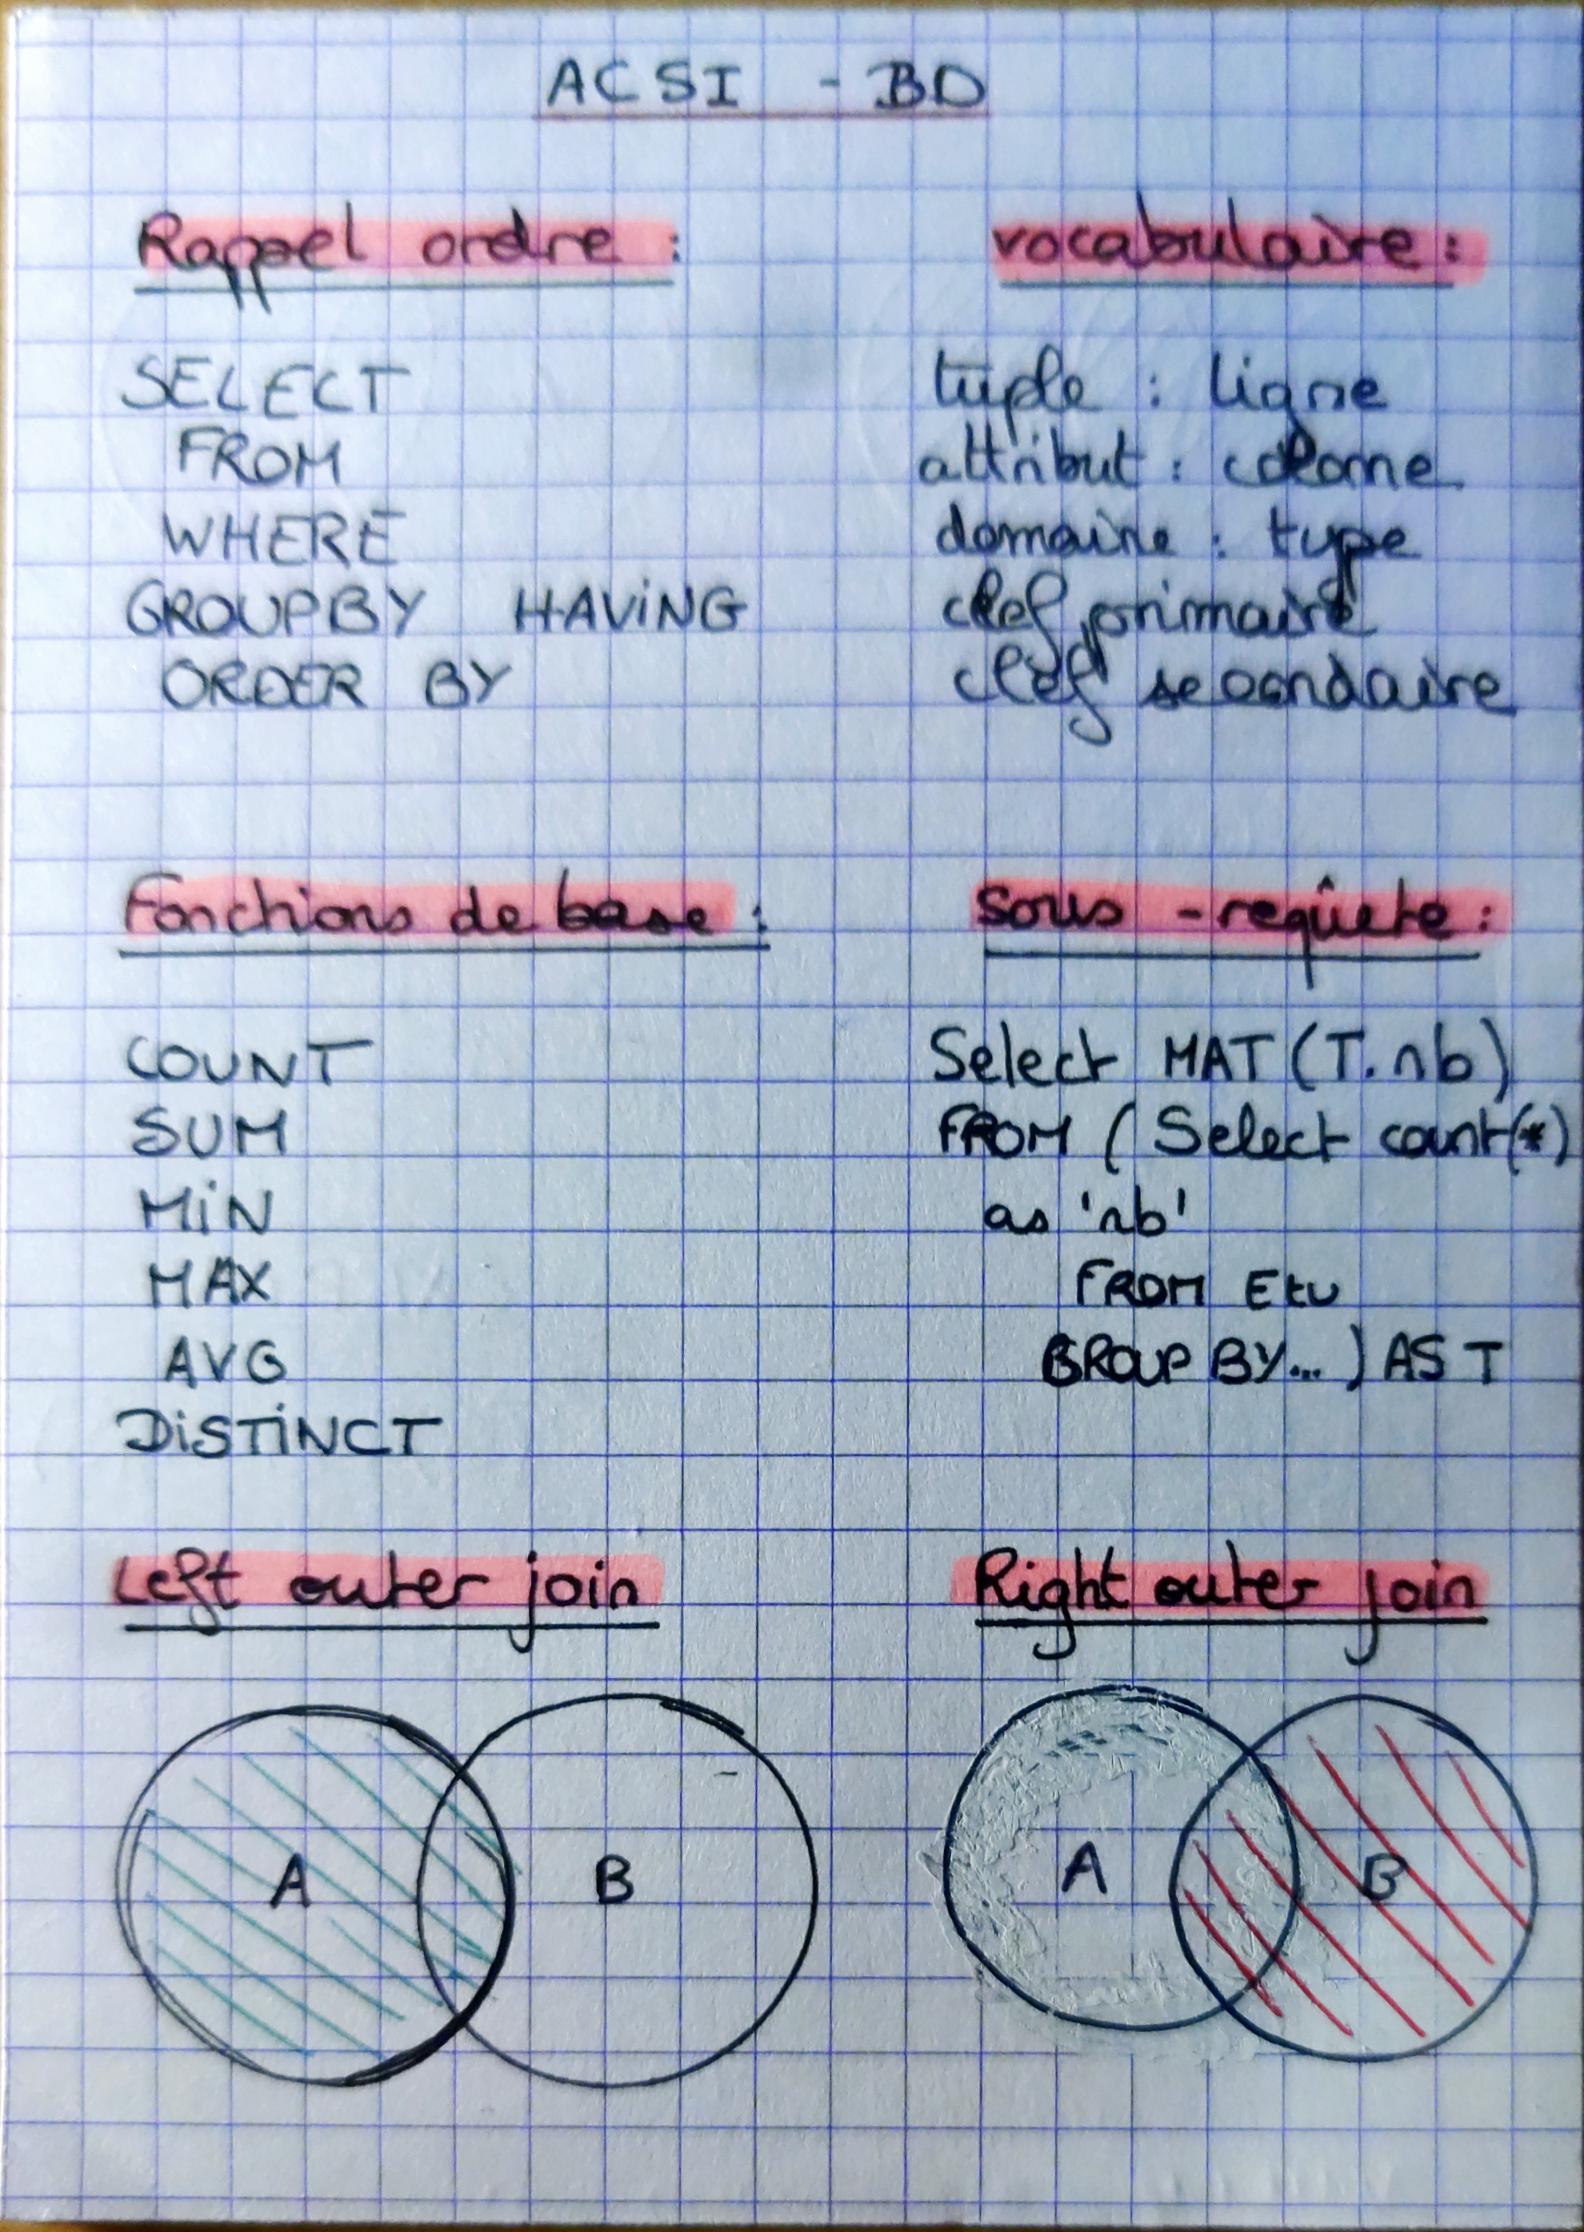 ACSI - BD
Rappel ordre :
SELECT
FROM
WHERE
GROUPBY HAVING
ORDER BY
vocabulaire :
tuple : ligne
attribut : colonne
domaine : type
clef primaire
clef secondaire
Fonctions de base :
COUNT
SUM
MIN
MAX
AVG
DISTINCT
Sous-reqûete :
Select MAT (T.nb)
FROM ( Select count(*)
as 'nb'
FROM Etu
GROUP BY... ) AS T
Left outer join
A B
Right outer join
A B